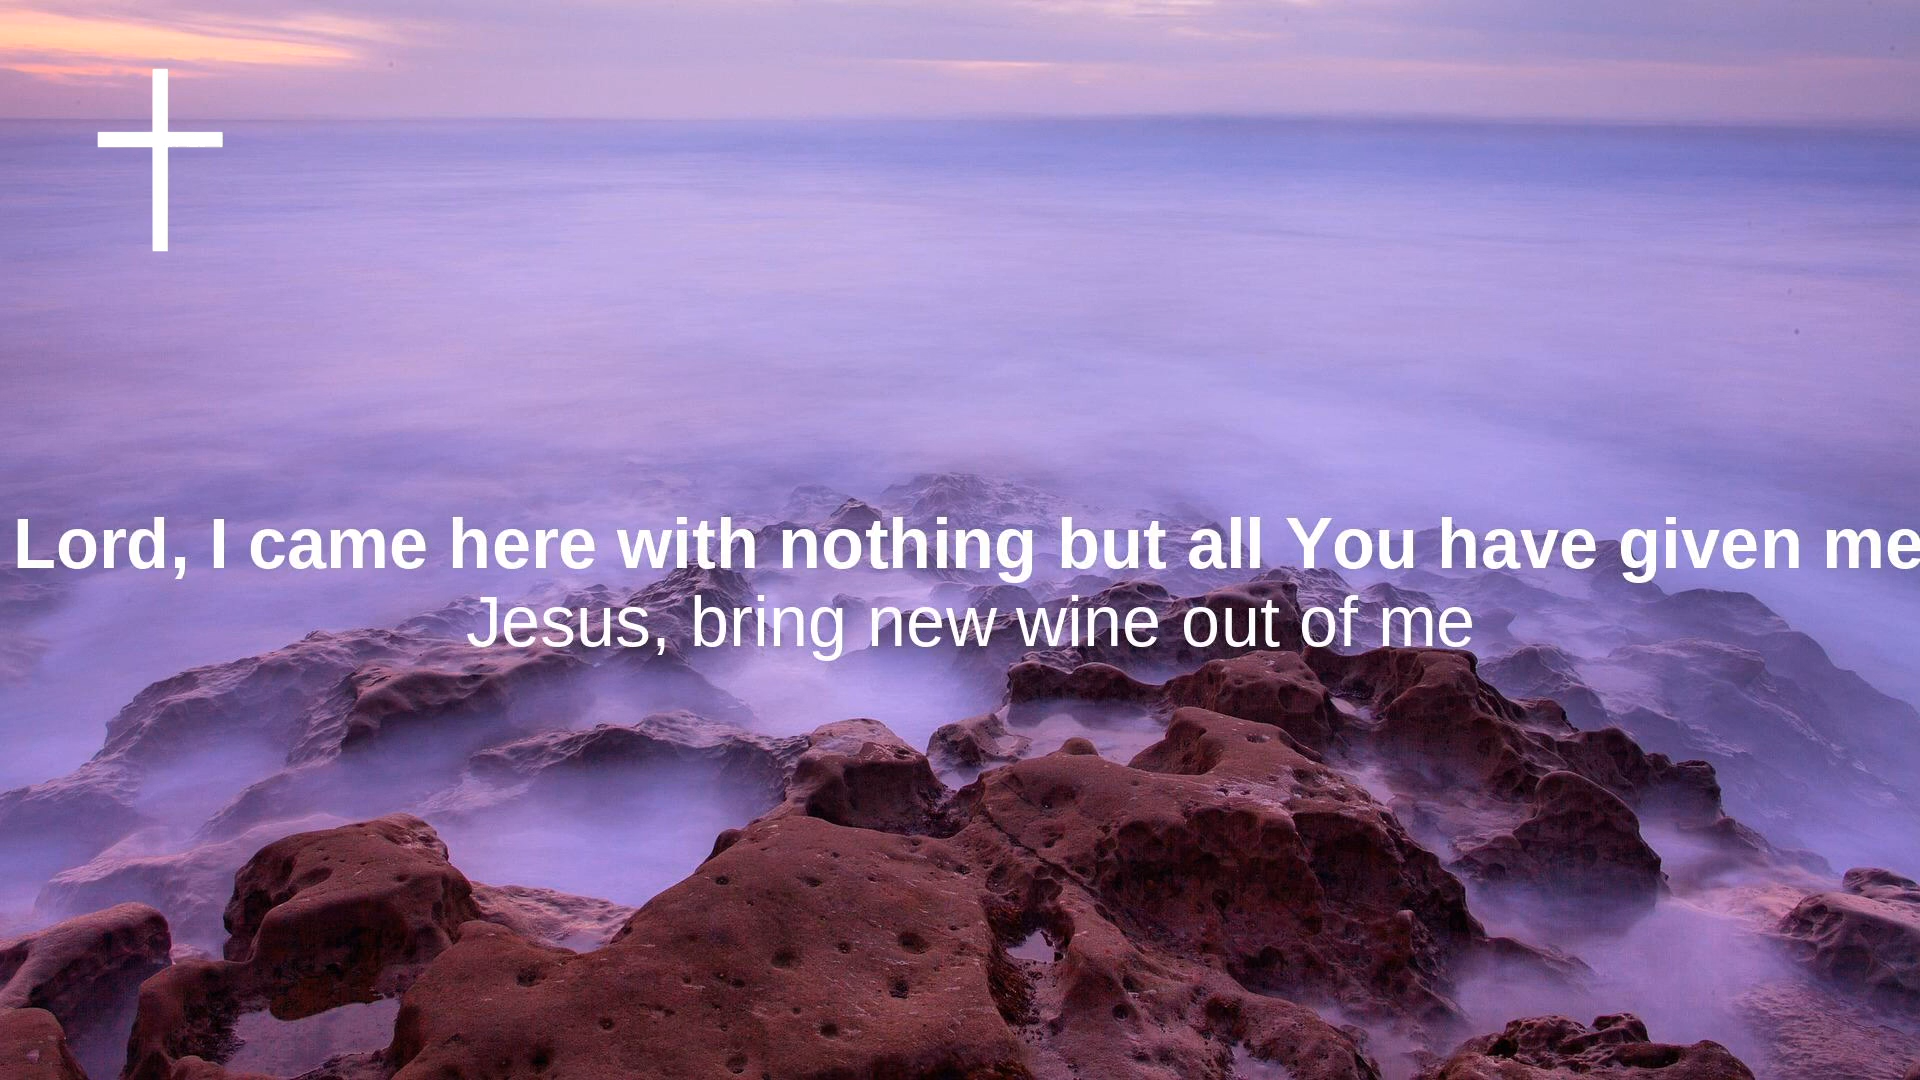 Lord, I came here with nothing but all You have given me
Jesus, bring new wine out of me